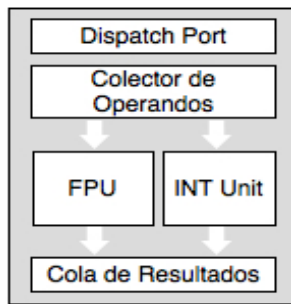 Dispatch Port
Colector de
Operandos
FPU
INT Unit
Cola de Resultados